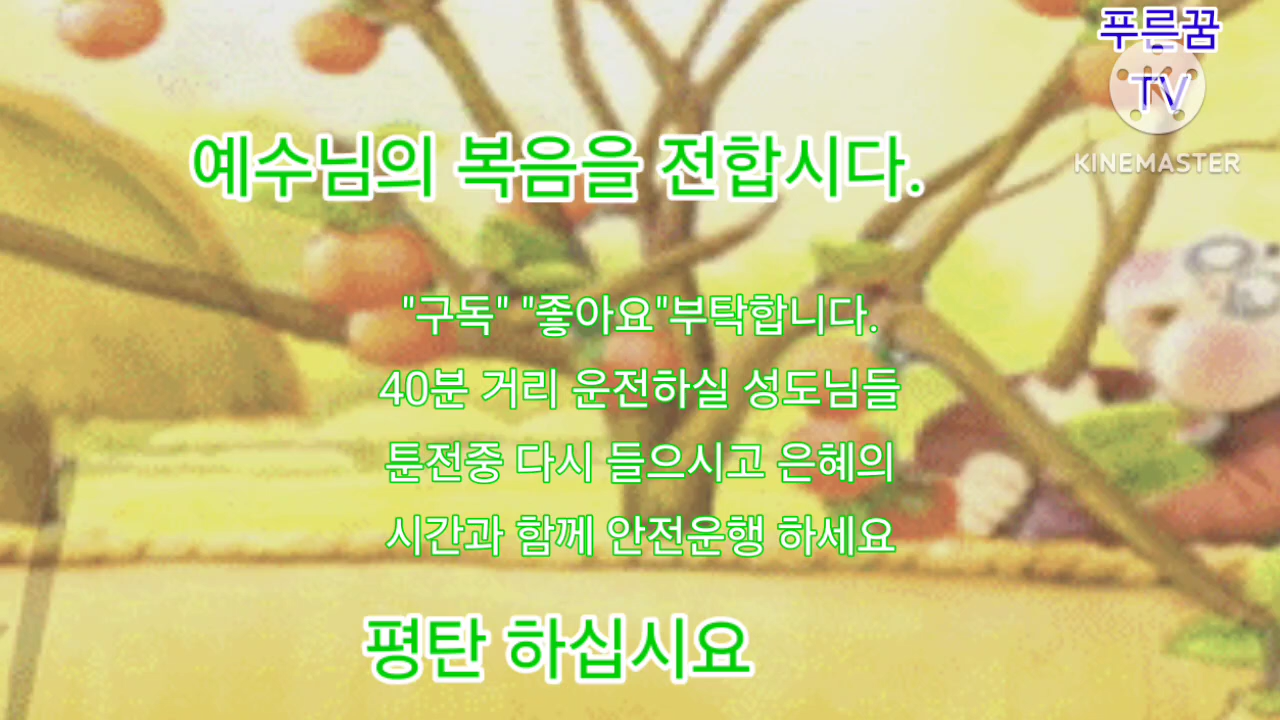 푸른꿈
TV
KINEMASTER
예수님의 복음을 전합시다.
"구독" "좋아요"부탁합니다.
40분 거리 운전하실 성도님들
툰전중 다시 들으시고 은혜의
시간과 함께 안전운행 하세요
평탄 하십시요